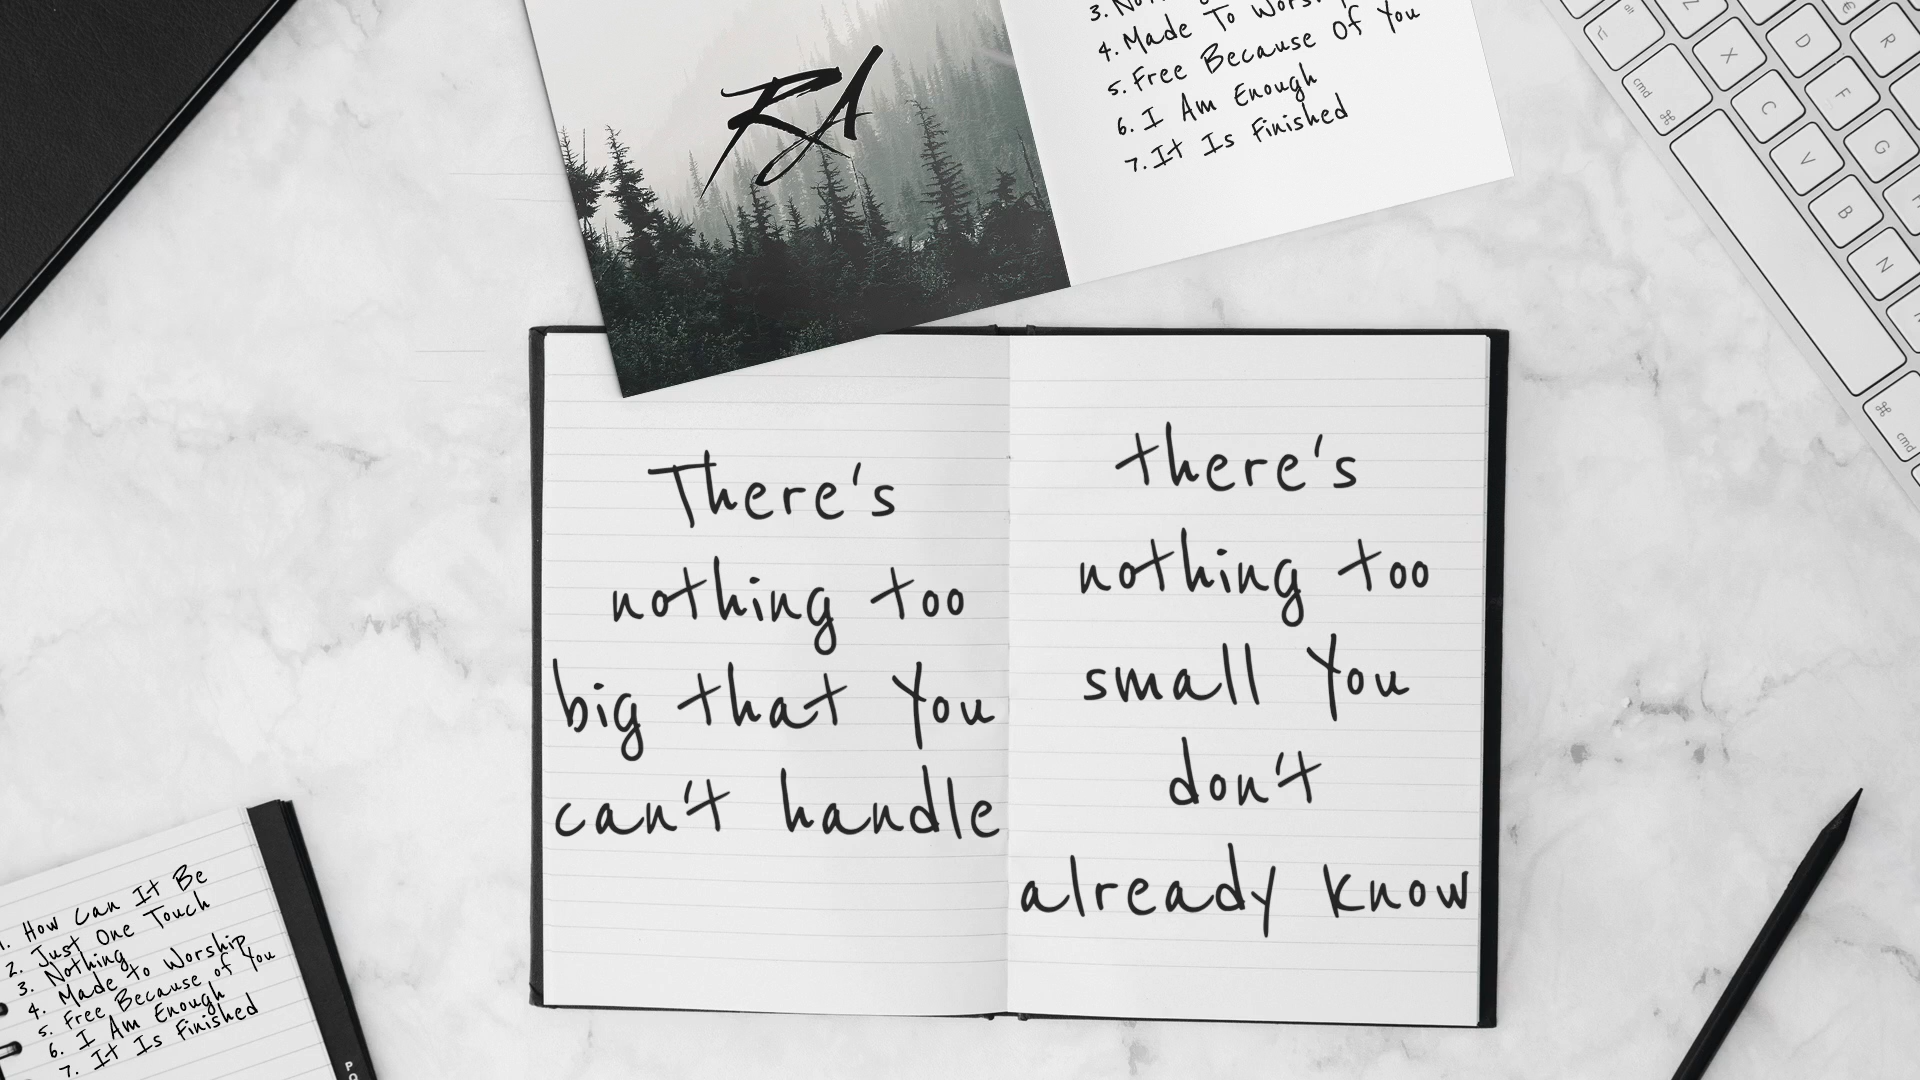 RA
3.
4. Made To Worship
5. Free Because Of You
6. I Am Enough
7. It Is Finished
There's
nothing too
big that You
can't handle
there's
nothing too
small You
don't
already know
1. How Can It Be
2. Just One Touch
3. Nothing
4. Made to Worship
5. Free Because of You
6. I Am Enough
7. It Is Finished
alt
cmd
Z
X
C
V
B
N
D
F
G
R
cmd